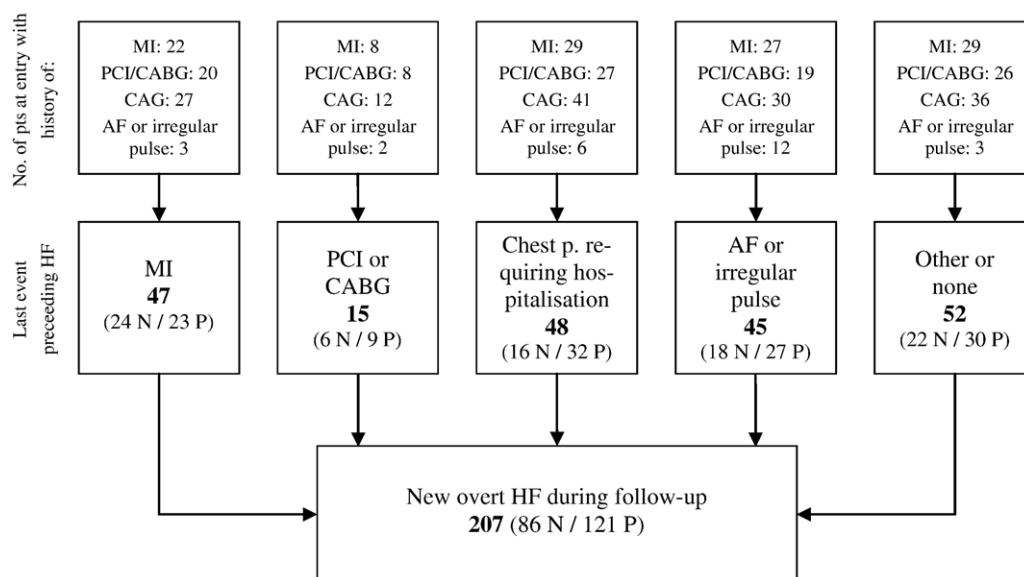 No. of pts at entry with
history of:
MI: 22
PCI/CABG: 20
CAG: 27
AF or irregular
pulse: 3
MI: 8
PCI/CABG: 8
CAG: 12
AF or irregular
pulse: 2
MI: 29
PCI/CABG: 27
CAG: 41
AF or irregular
pulse: 6
MI: 27
PCI/CABG: 19
CAG: 30
AF or irregular
pulse: 12
MI: 29
PCI/CABG: 26
CAG: 36
AF or irregular
pulse: 3
Last event
preceeding HF
MI
47
(24 N / 23 P)
PCI or
CABG
15
(6 N / 9 P)
Chest p. re-
quiring hos-
pitalisation
48
(16 N / 32 P)
AF or
irregular
pulse
45
(18 N / 27 P)
Other or
none
52
(22 N / 30 P)
New overt HF during follow-up
207 (86 N / 121 P)